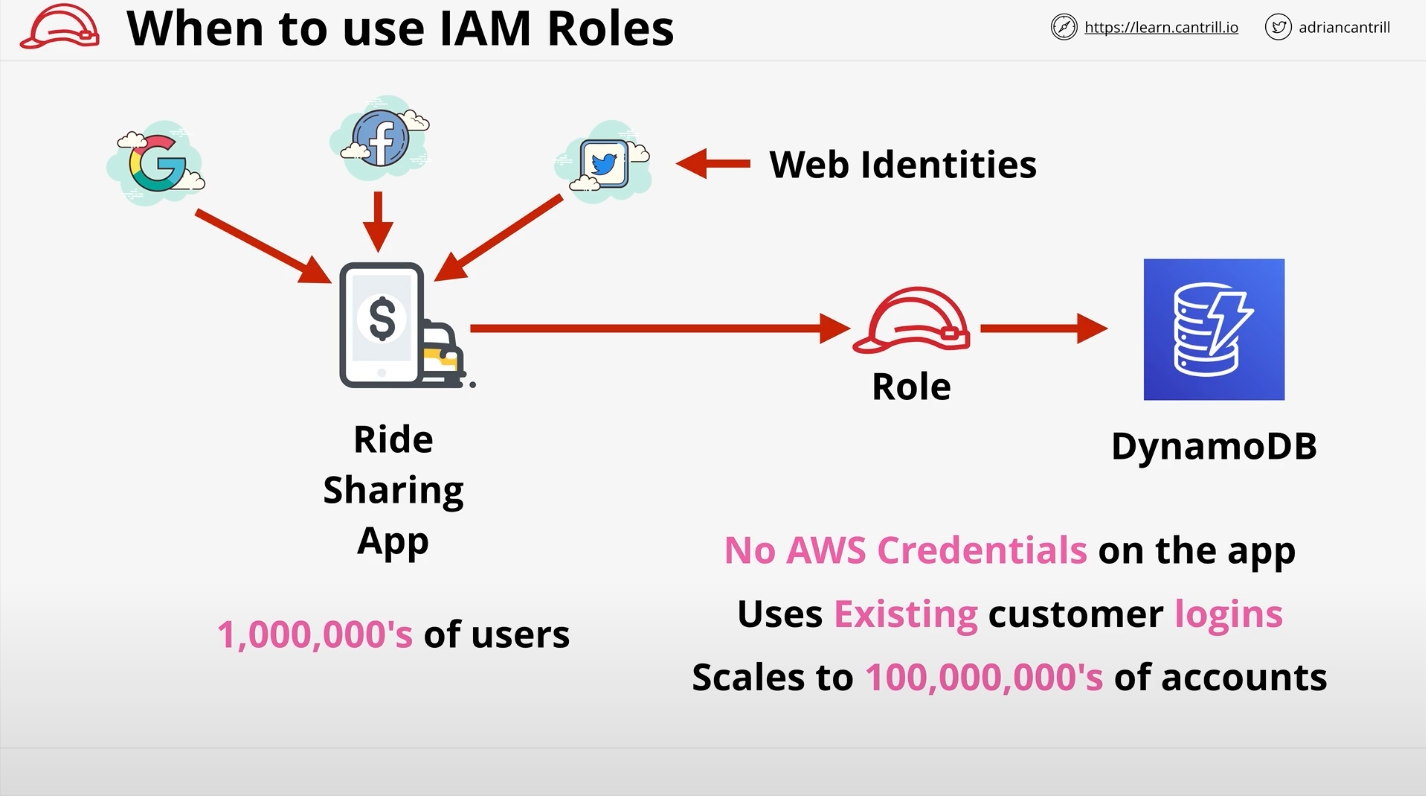 When to use IAM Roles
https://learn.cantrill.io
adriancantrill
Web Identities
Role
DynamoDB
Ride
Sharing
App
1,000,000's of users
No AWS Credentials on the app
Uses Existing customer logins
Scales to 100,000,000's of accounts